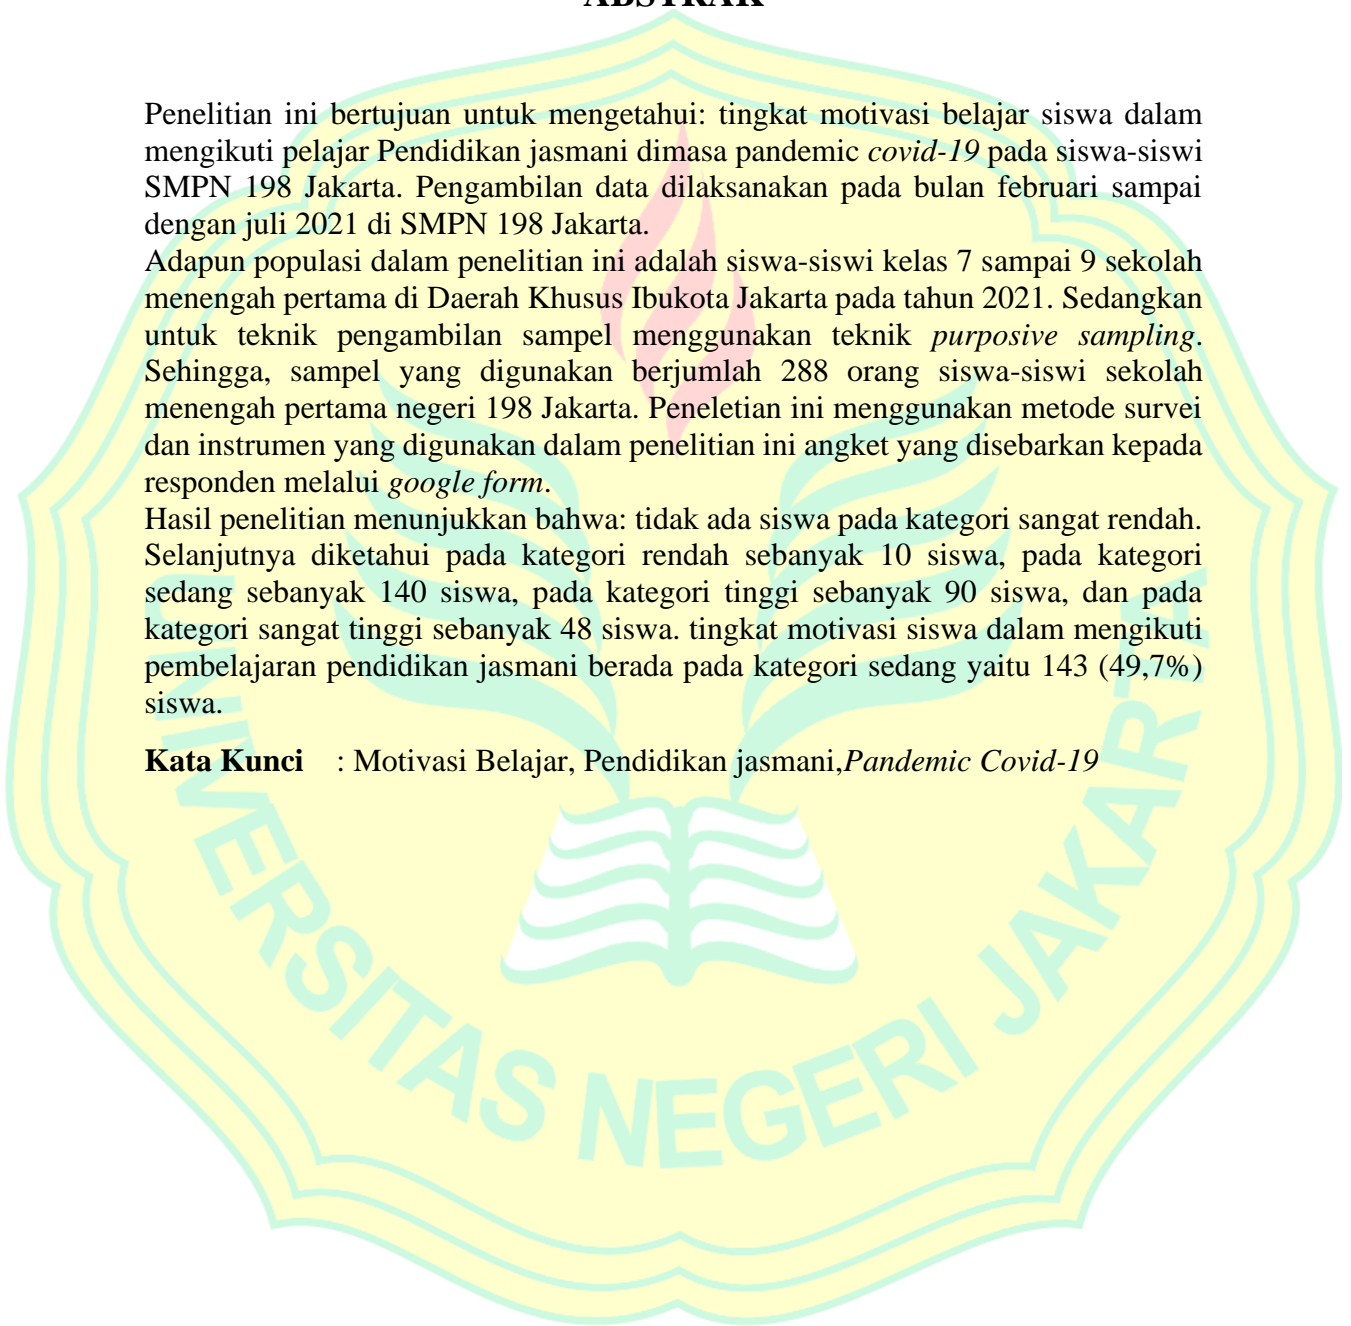 ABSTRAK
Penelitian ini bertujuan untuk mengetahui: tingkat motivasi belajar siswa dalam
mengikuti pelajar Pendidikan jasmani dimasa pandemic covid-19 pada siswa-siswi
SMPN 198 Jakarta. Pengambilan data dilaksanakan pada bulan februari sampai
dengan juli 2021 di SMPN 198 Jakarta.
Adapun populasi dalam penelitian ini adalah siswa-siswi kelas 7 sampai 9 sekolah
menengah pertama di Daerah Khusus Ibukota Jakarta pada tahun 2021. Sedangkan
untuk teknik pengambilan sampel menggunakan teknik purposive sampling.
Sehingga, sampel yang digunakan berjumlah 288 orang siswa-siswi sekolah
menengah pertama negeri 198 Jakarta. Peneletian ini menggunakan metode survei
dan instrumen yang digunakan dalam penelitian ini angket yang disebarkan kepada
responden melalui google form.
Hasil penelitian menunjukkan bahwa: tidak ada siswa pada kategori sangat rendah.
Selanjutnya diketahui pada kategori rendah sebanyak 10 siswa, pada kategori
sedang sebanyak 140 siswa, pada kategori tinggi sebanyak 90 siswa, dan pada
kategori sangat tinggi sebanyak 48 siswa. tingkat motivasi siswa dalam mengikuti
pembelajaran pendidikan jasmani berada pada kategori sedang yaitu 143 (49,7%)
siswa.
Kata Kunci : Motivasi Belajar, Pendidikan jasmani,Pandemic Covid-19
UNIVERSITAS NEGERI JAKARTA